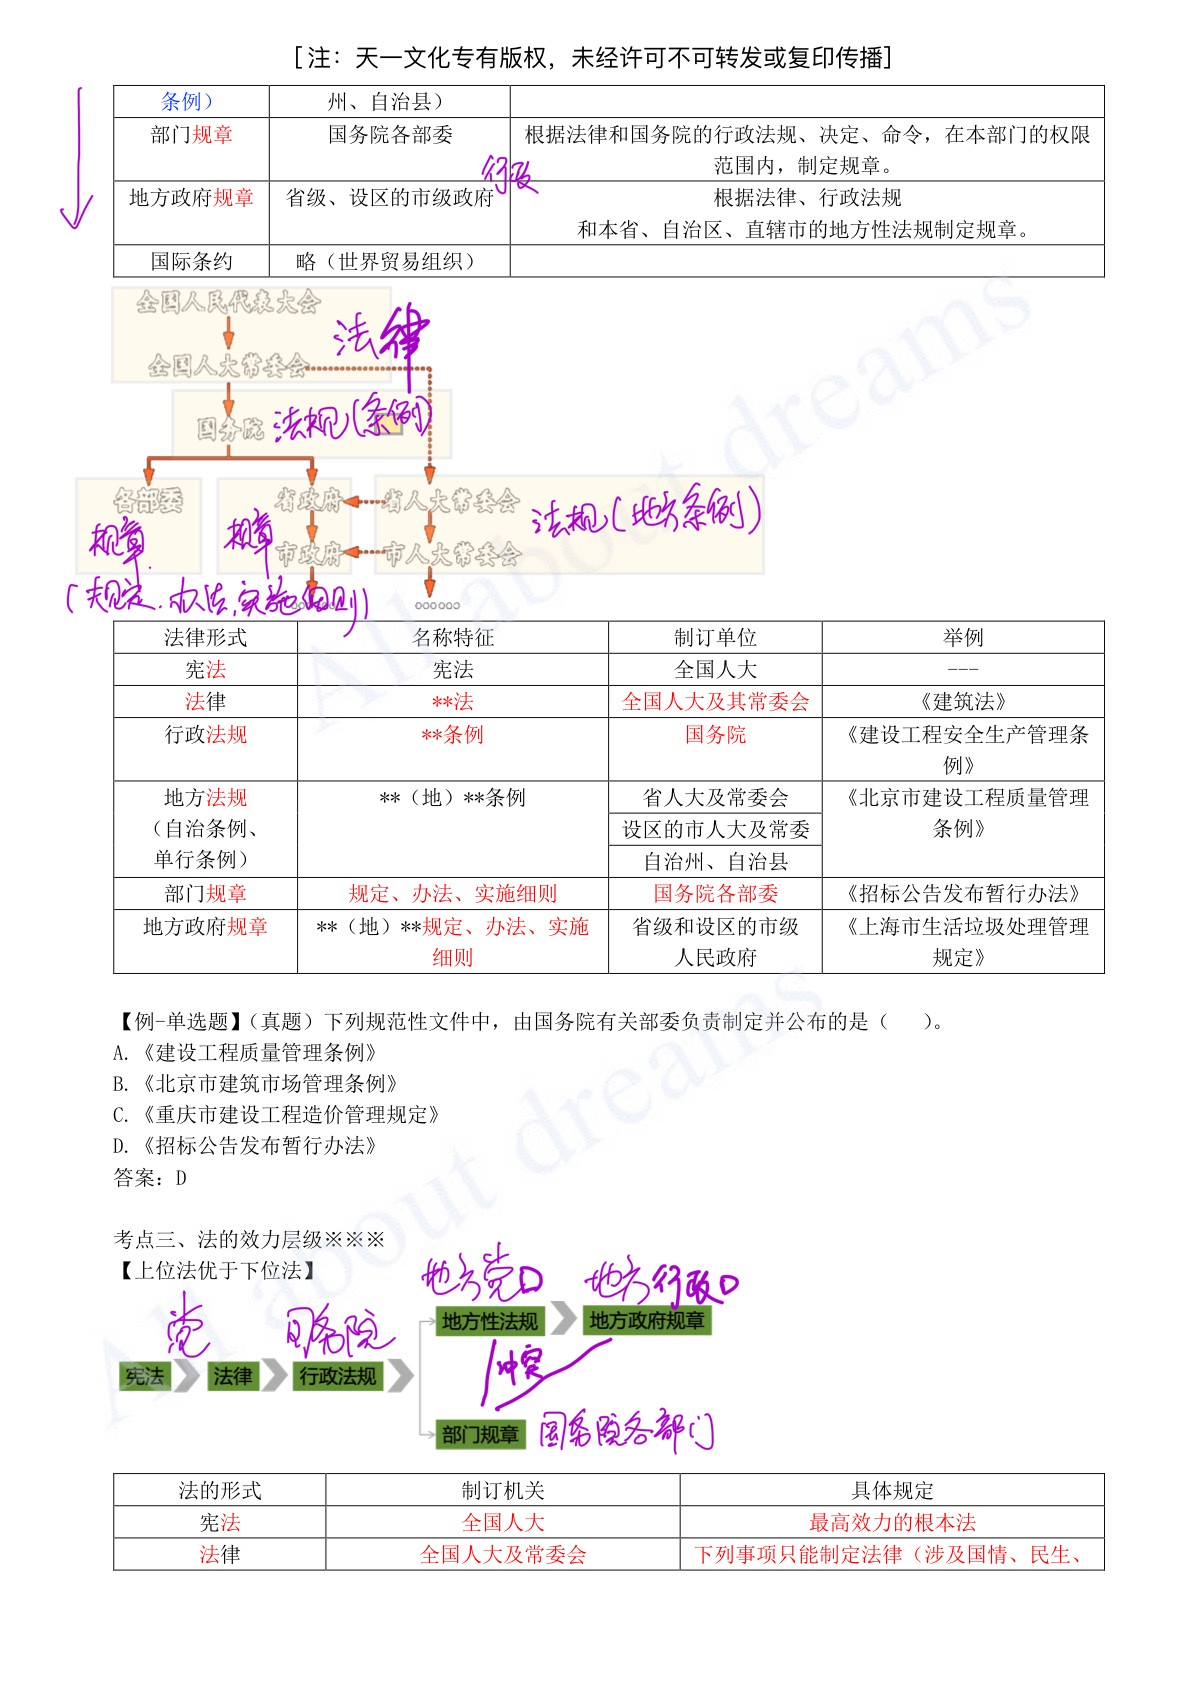 [注：天一文化专有版权，未经许可不可转发或复印传播]
条例） 州、自治县）
部门规章 国务院各部委 根据法律和国务院的行政法规、决定、命令，在本部门的权限
范围内，制定规章。
行政
地方政府规章 省级、设区的市级政府 根据法律、行政法规
和本省、自治区、直辖市的地方性法规制定规章。
国际条约 略（世界贸易组织）
全国人民代表大会
法律
全国人大常委会
国务院 法规(条例)
各部委 省政府 省人大常委会
规章 规章 法规(地方条例)
市政府 市人大常委会
(规定.办法,实施细则)
法律形式 名称特征 制订单位 举例
宪法 宪法 全国人大 ---
法律 **法 全国人大及其常委会 《建筑法》
行政法规 **条例 国务院 《建设工程安全生产管理条
例》
地方法规 **（地）**条例 省人大及常委会 《北京市建设工程质量管理
（自治条例、 设区的市人大及常委 条例》
单行条例） 自治州、自治县
部门规章 规定、办法、实施细则 国务院各部委 《招标公告发布暂行办法》
地方政府规章 **（地）**规定、办法、实施 省级和设区的市级 《上海市生活垃圾处理管理
细则 人民政府 规定》
【例-单选题】（真题）下列规范性文件中，由国务院有关部委负责制定并公布的是（ ）。
A.《建设工程质量管理条例》
B.《北京市建筑市场管理条例》
C.《重庆市建设工程造价管理规定》
D.《招标公告发布暂行办法》
答案：D
考点三、法的效力层级※※※
【上位法优于下位法】
地方党 地方行政
党 国务院 地方性法规 地方政府规章
宪法 法律 行政法规 冲突
部门规章 国务院各部门
法的形式 制订机关 具体规定
宪法 全国人大 最高效力的根本法
法律 全国人大及常委会 下列事项只能制定法律（涉及国情、民生、
All about dreams
All about dreams